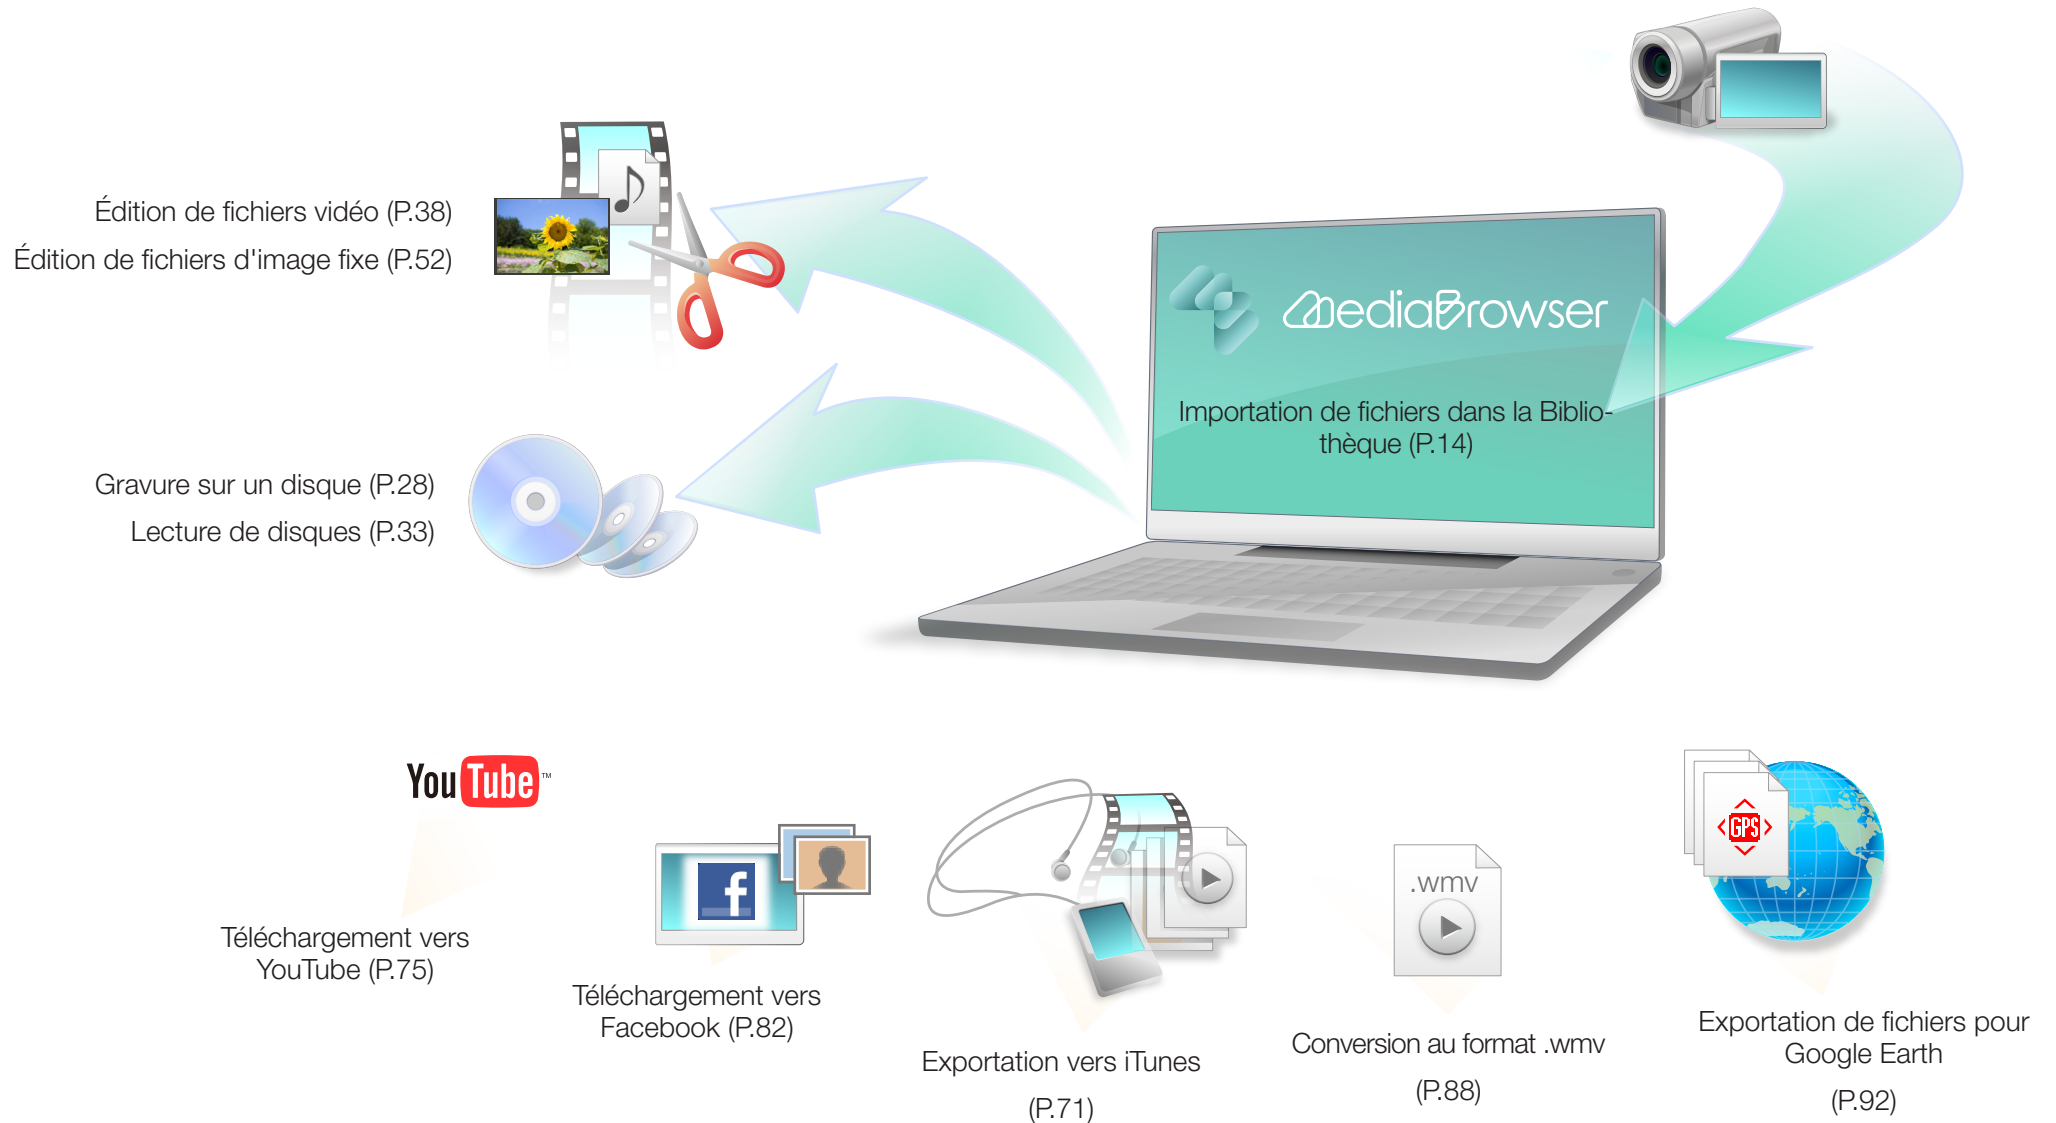 Édition de fichiers vidéo (P.38)
Édition de fichiers d'image fixe (P.52)
MediaBrowser
Importation de fichiers dans la Biblio-
thèque (P.14)
Gravure sur un disque (P.28)
Lecture de disques (P.33)
YouTube™
Téléchargement vers
YouTube (P.75)
f
Téléchargement vers
Facebook (P.82)
Exportation vers iTunes
(P.71)
.wmv
Conversion au format .wmv
(P.88)
GPS
Exportation de fichiers pour
Google Earth
(P.92)